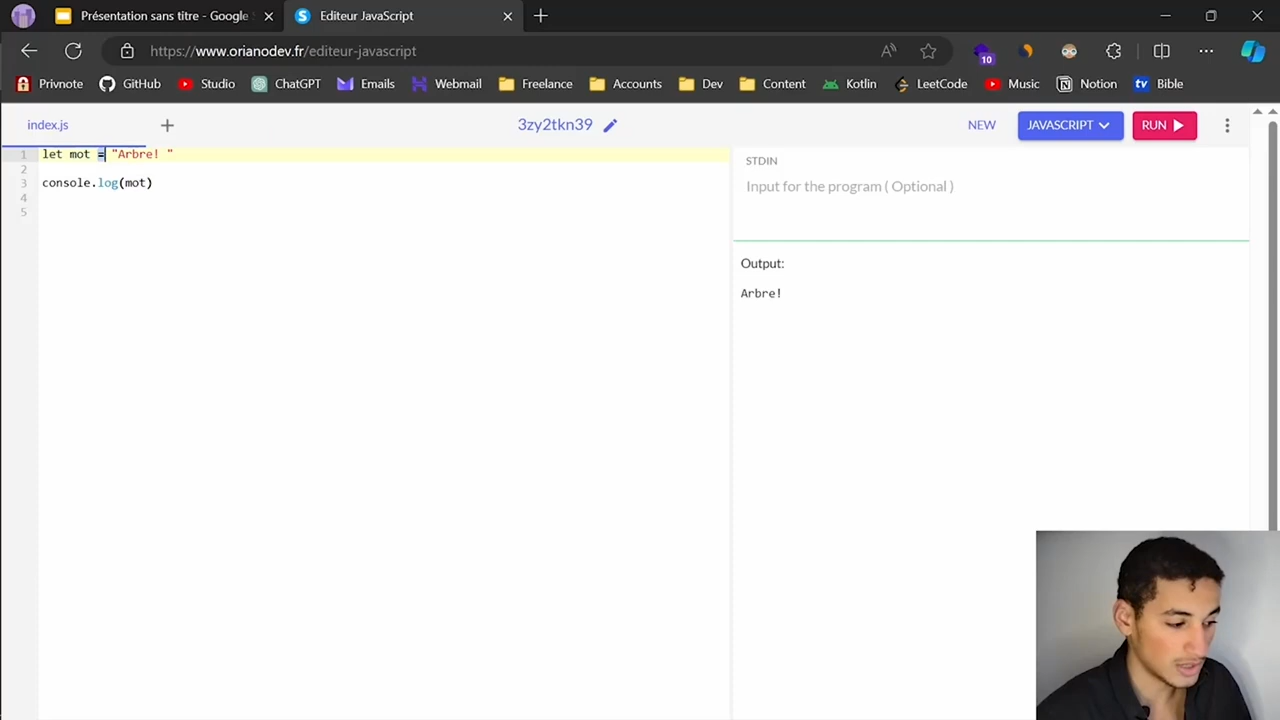 Présentation sans titre - Google S
Editeur JavaScript
https://www.orianodev.fr/editeur-javascript
10
Privnote
GitHub
Studio
ChatGPT
Emails
Webmail
Freelance
Accounts
Dev
Content
Kotlin
LeetCode
Music
Notion
tv Bible
index.js
3zy2tkn39
NEW
JAVASCRIPT
RUN
1 let mot = "Arbre! "
2
3 console.log(mot)
4
5
STDIN
Input for the program ( Optional )
Output:
Arbre!